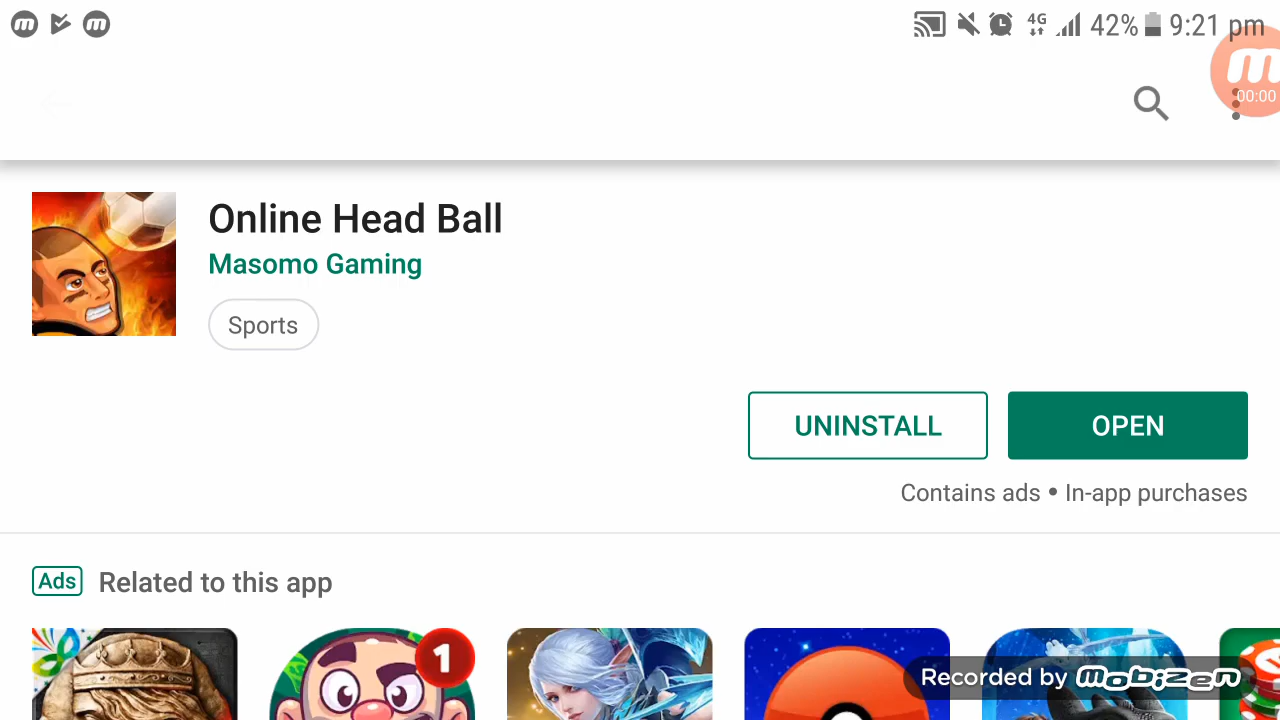 4G 42% 9:21 pm
00:00
Online Head Ball
Masomo Gaming
Sports
UNINSTALL OPEN
Contains ads • In-app purchases
Ads Related to this app
1
Recorded by mobizen